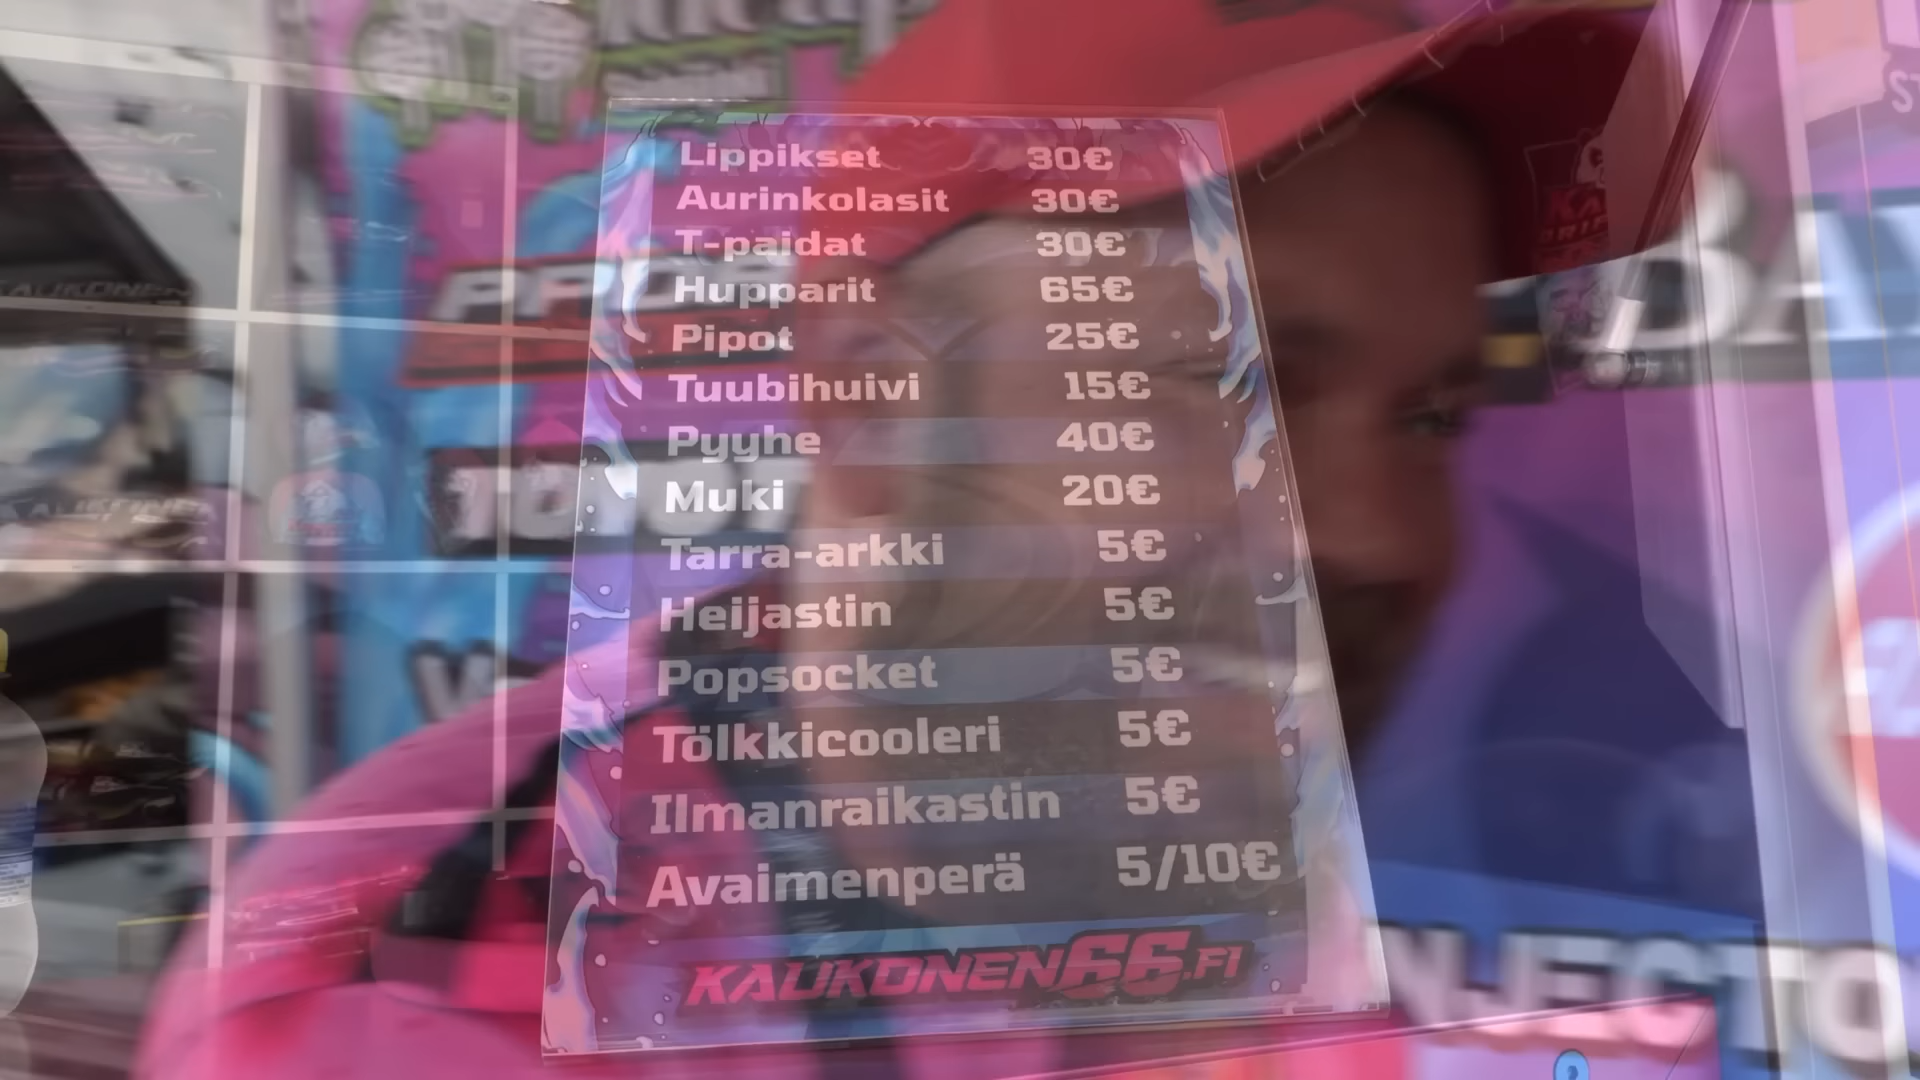 Lippikset 30€
Aurinkolasit 30€
T-paidat 30€
Hupparit 65€
Pipot 25€
Tuubihuivi 15€
Pyyhe 40€
Muki 20€
Tarra-arkki 5€
Heijastin 5€
Popsocket 5€
Tölkkicooleri 5€
Ilmanraikastin 5€
Avaimenperä 5/10€
KAUKONEN66.FI
KAUKONEN